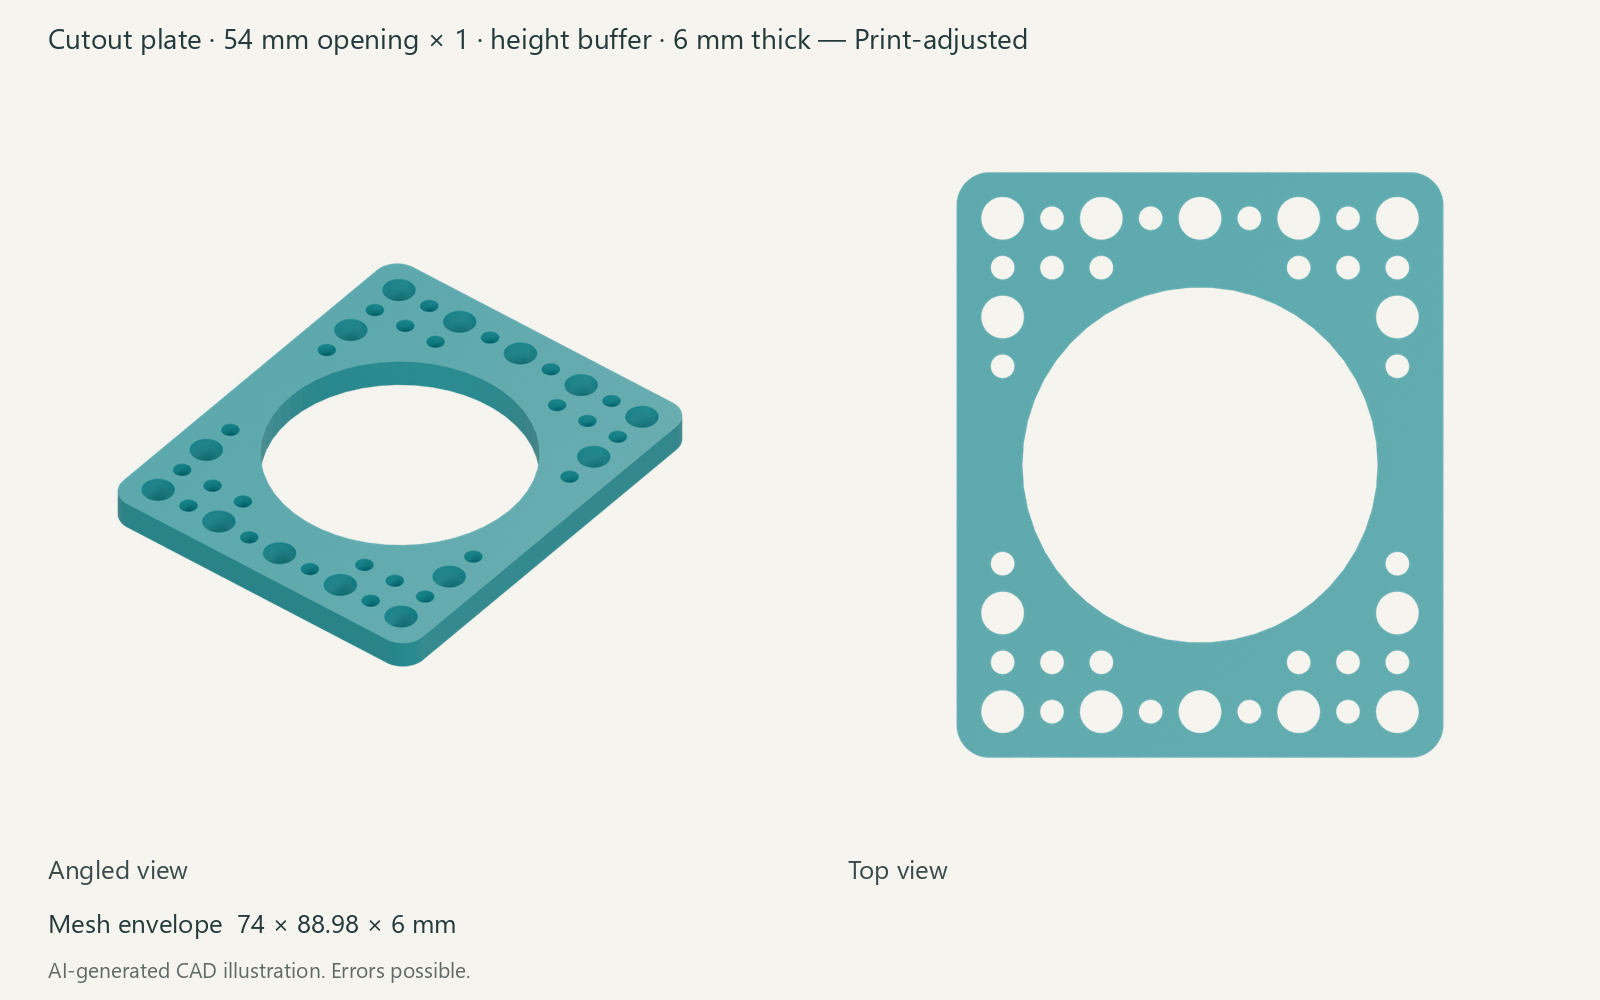 Cutout plate · 54 mm opening × 1 · height buffer · 6 mm thick — Print-adjusted
Angled view
Top view
Mesh envelope  74 × 88.98 × 6 mm
AI-generated CAD illustration. Errors possible.